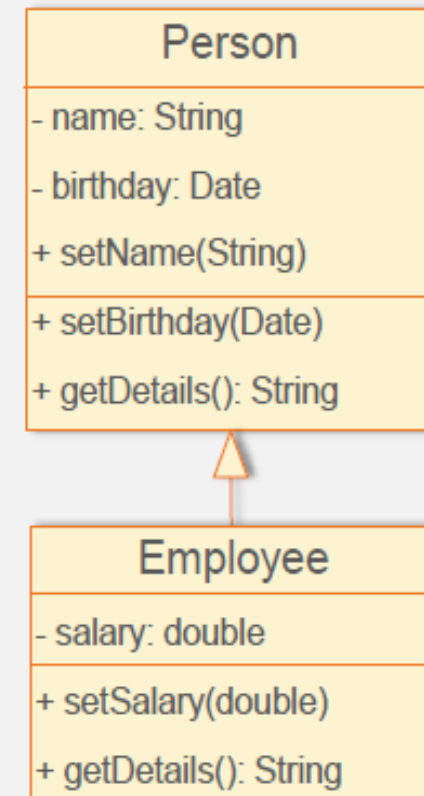 Person
- name: String
- birthday: Date
+ setName(String)
+ setBirthday(Date)
+ getDetails(): String
Employee
- salary: double
+ setSalary(double)
+ getDetails(): String